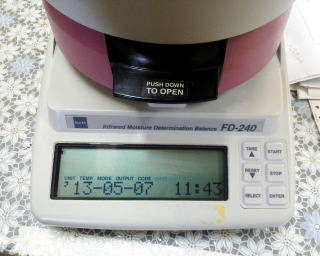 PUSH DOWN
TO OPEN
Infrared Moisture Determination Balance FD-240
TARE START
RESET STOP
SELECT ENTER
UNIT TEMP MODE OUTPUT CODE
13-05-07 11:43